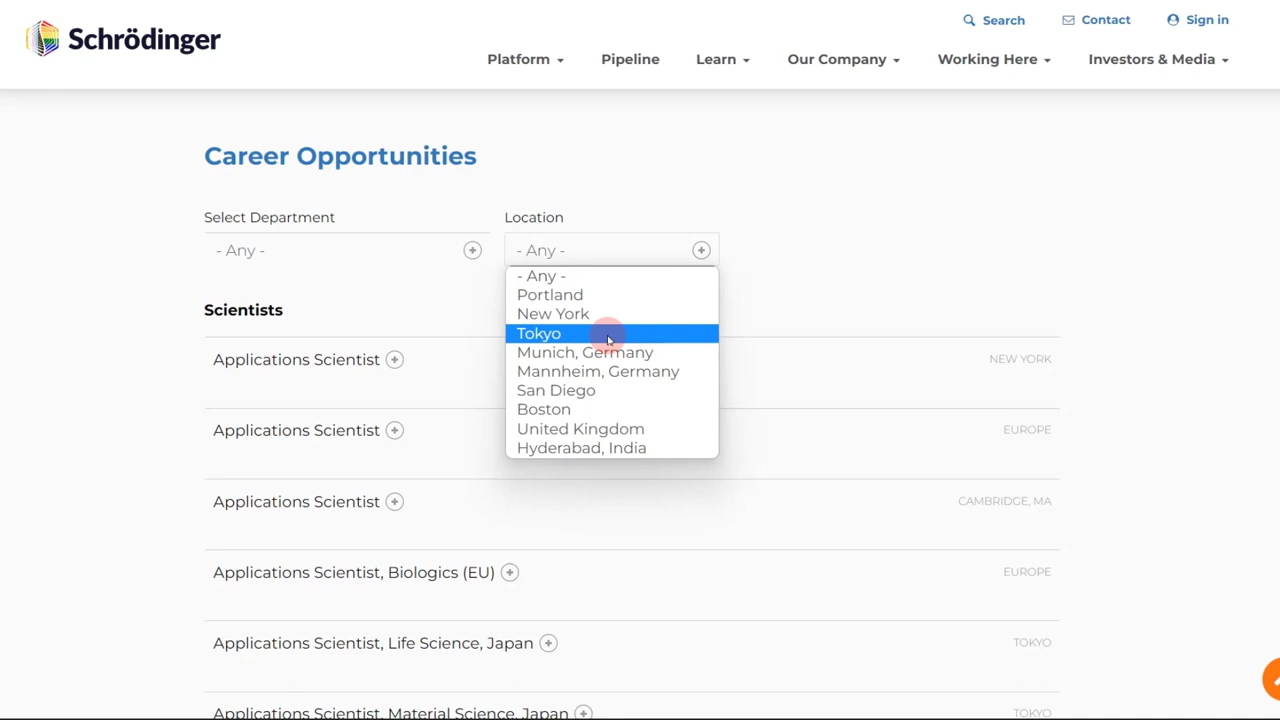 Search
Contact
Sign in
Schrödinger
Platform
Pipeline
Learn
Our Company
Working Here
Investors & Media
Career Opportunities
Select Department
Location
- Any -
- Any -
- Any -
Portland
New York
Tokyo
Munich, Germany
Mannheim, Germany
San Diego
Boston
United Kingdom
Hyderabad, India
Scientists
Applications Scientist
NEW YORK
Applications Scientist
EUROPE
Applications Scientist
CAMBRIDGE, MA
Applications Scientist, Biologics (EU)
EUROPE
Applications Scientist, Life Science, Japan
TOKYO
Applications Scientist, Material Science, Japan
TOKYO